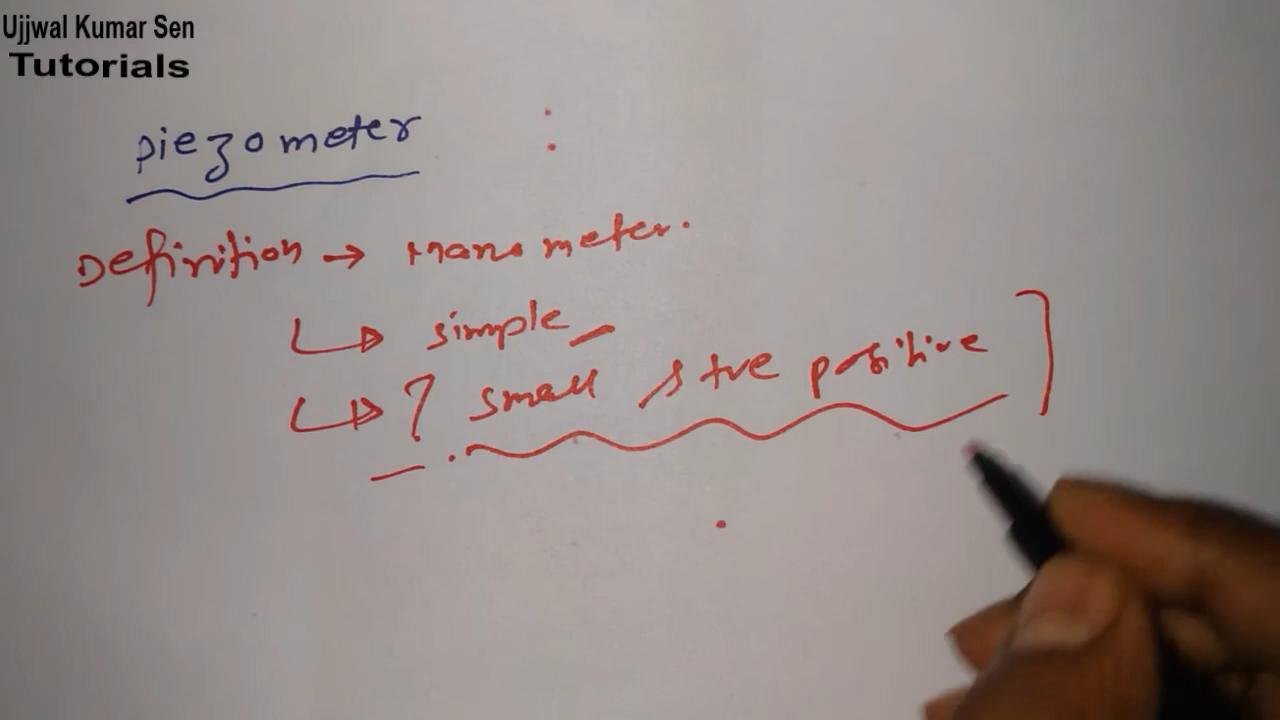 Ujjwal Kumar Sen
Tutorials
piezometer
Definition → manometer.
↳ simple
↳ ? small & +ve positive